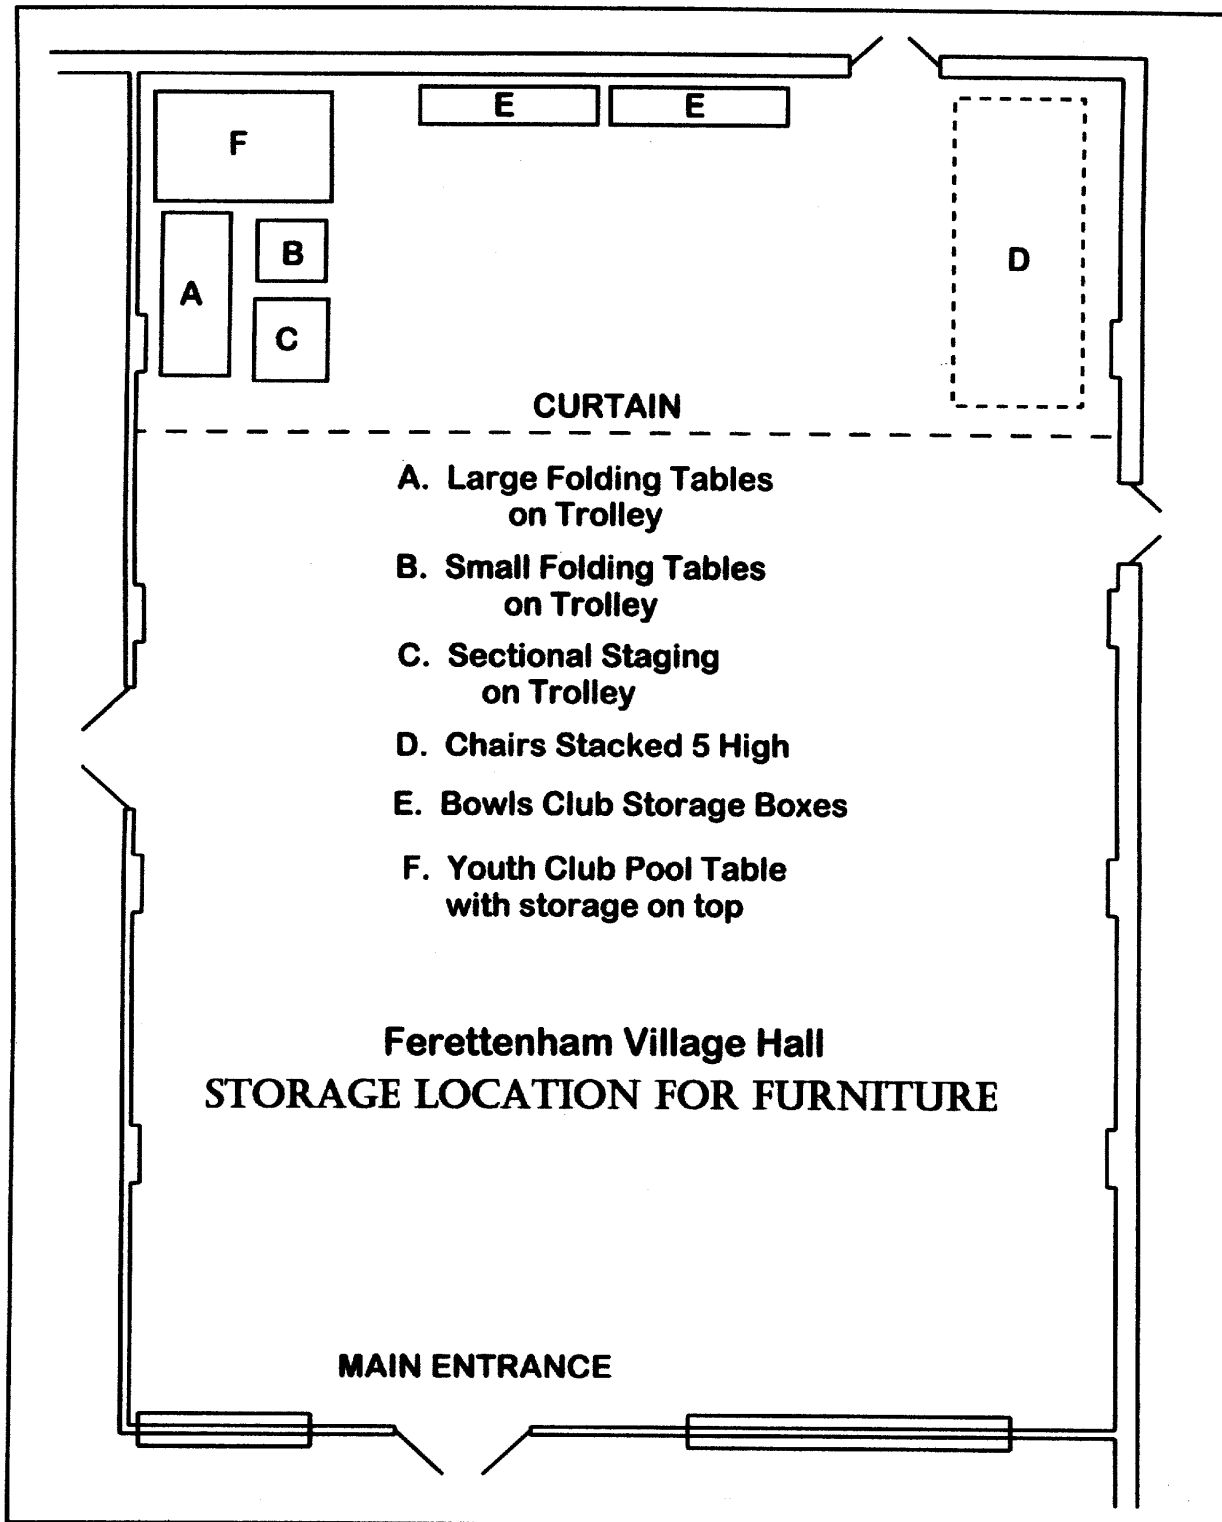 E E
F
B
D
A
C
CURTAIN
A. Large Folding Tables
on Trolley
B. Small Folding Tables
on Trolley
C. Sectional Staging
on Trolley
D. Chairs Stacked 5 High
E. Bowls Club Storage Boxes
F. Youth Club Pool Table
with storage on top
Ferettenham Village Hall
STORAGE LOCATION FOR FURNITURE
MAIN ENTRANCE